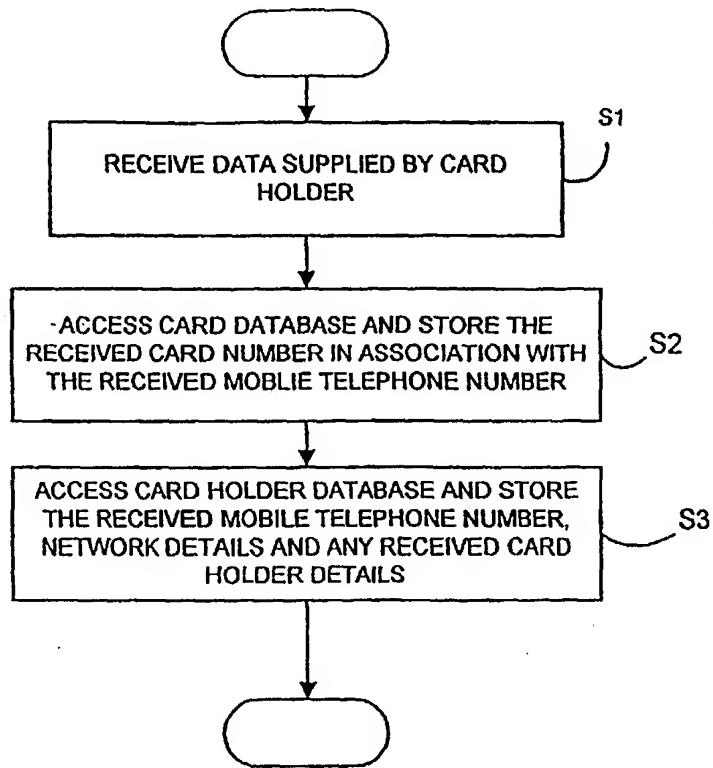 S1
RECEIVE DATA SUPPLIED BY CARD
HOLDER
ACCESS CARD DATABASE AND STORE THE
RECEIVED CARD NUMBER IN ASSOCIATION WITH
THE RECEIVED MOBLIE TELEPHONE NUMBER
S2
ACCESS CARD HOLDER DATABASE AND STORE
THE RECEIVED MOBILE TELEPHONE NUMBER,
NETWORK DETAILS AND ANY RECEIVED CARD
HOLDER DETAILS
S3